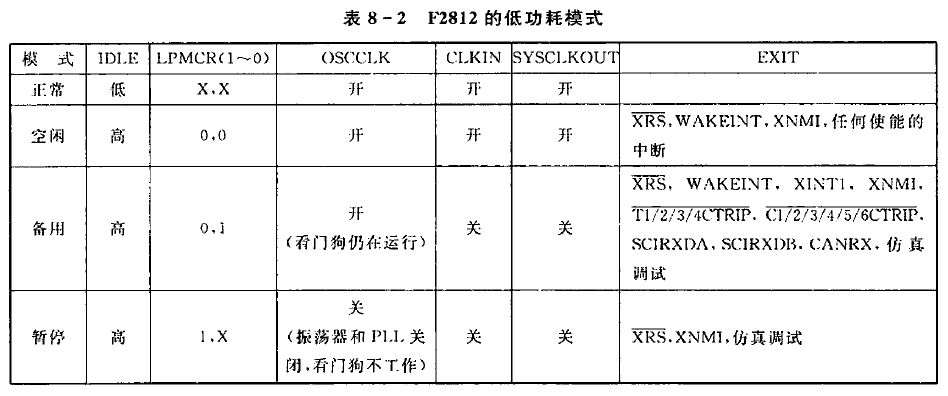 表 8-2 F2812 的低功耗模式
模 式 IDLE LPMCR(1~0) OSCCLK CLKIN SYSCLKOUT EXIT
正常 低 X,X 开 开 开
空闲 高 0,0 开 开 开 XRS,WAKEINT,XNMI,任何使能的
中断
备用 高 0,1 开
(看门狗仍在运行) 关 关 XRS, WAKEINT, XINT1, XNMI,
T1/2/3/4CTRIP, C1/2/3/4/5/6CTRIP,
SCIRXDA, SCIRXDB, CANRX, 仿真
调试
暂停 高 1,X 关
(振荡器和 PLL 关
闭,看门狗不工作) 关 关 XRS,XNMI,仿真调试